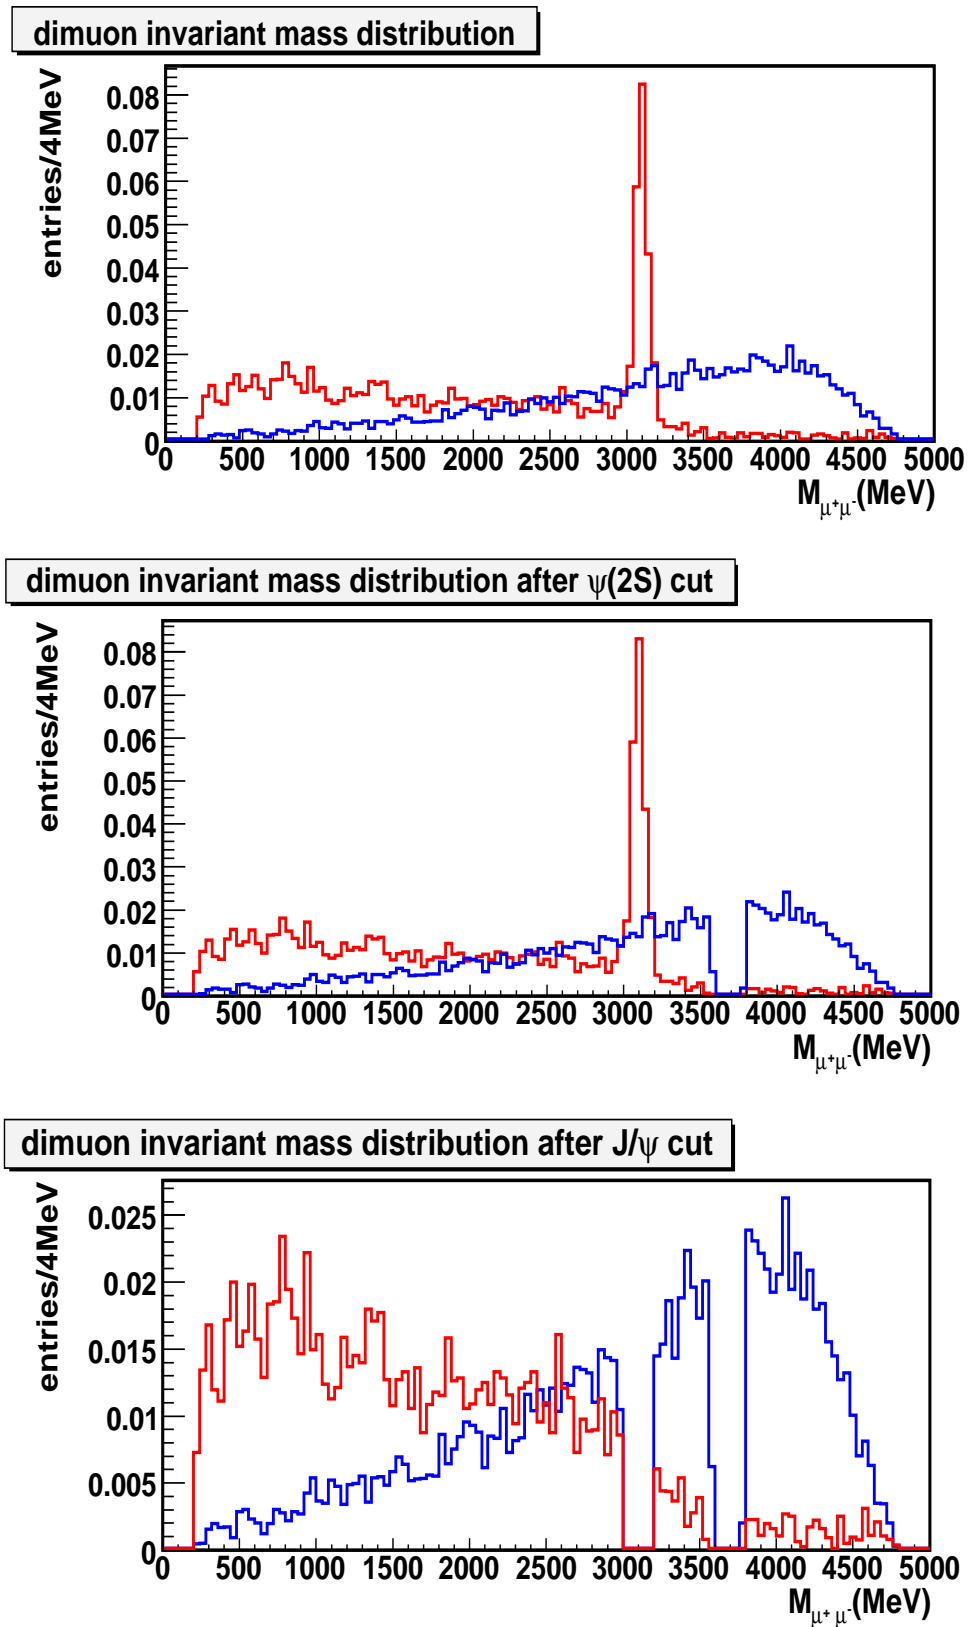 dimuon invariant mass distribution
entries/4MeV
0.08
0.07
0.06
0.05
0.04
0.03
0.02
0.01
0
0 500 1000 1500 2000 2500 3000 3500 4000 4500 5000
M_{μ⁺μ⁻}(MeV)
dimuon invariant mass distribution after ψ(2S) cut
entries/4MeV
0.08
0.07
0.06
0.05
0.04
0.03
0.02
0.01
0
0 500 1000 1500 2000 2500 3000 3500 4000 4500 5000
M_{μ⁺μ⁻}(MeV)
dimuon invariant mass distribution after J/ψ cut
entries/4MeV
0.025
0.02
0.015
0.01
0.005
0
0 500 1000 1500 2000 2500 3000 3500 4000 4500 5000
M_{μ⁺ μ⁻}(MeV)